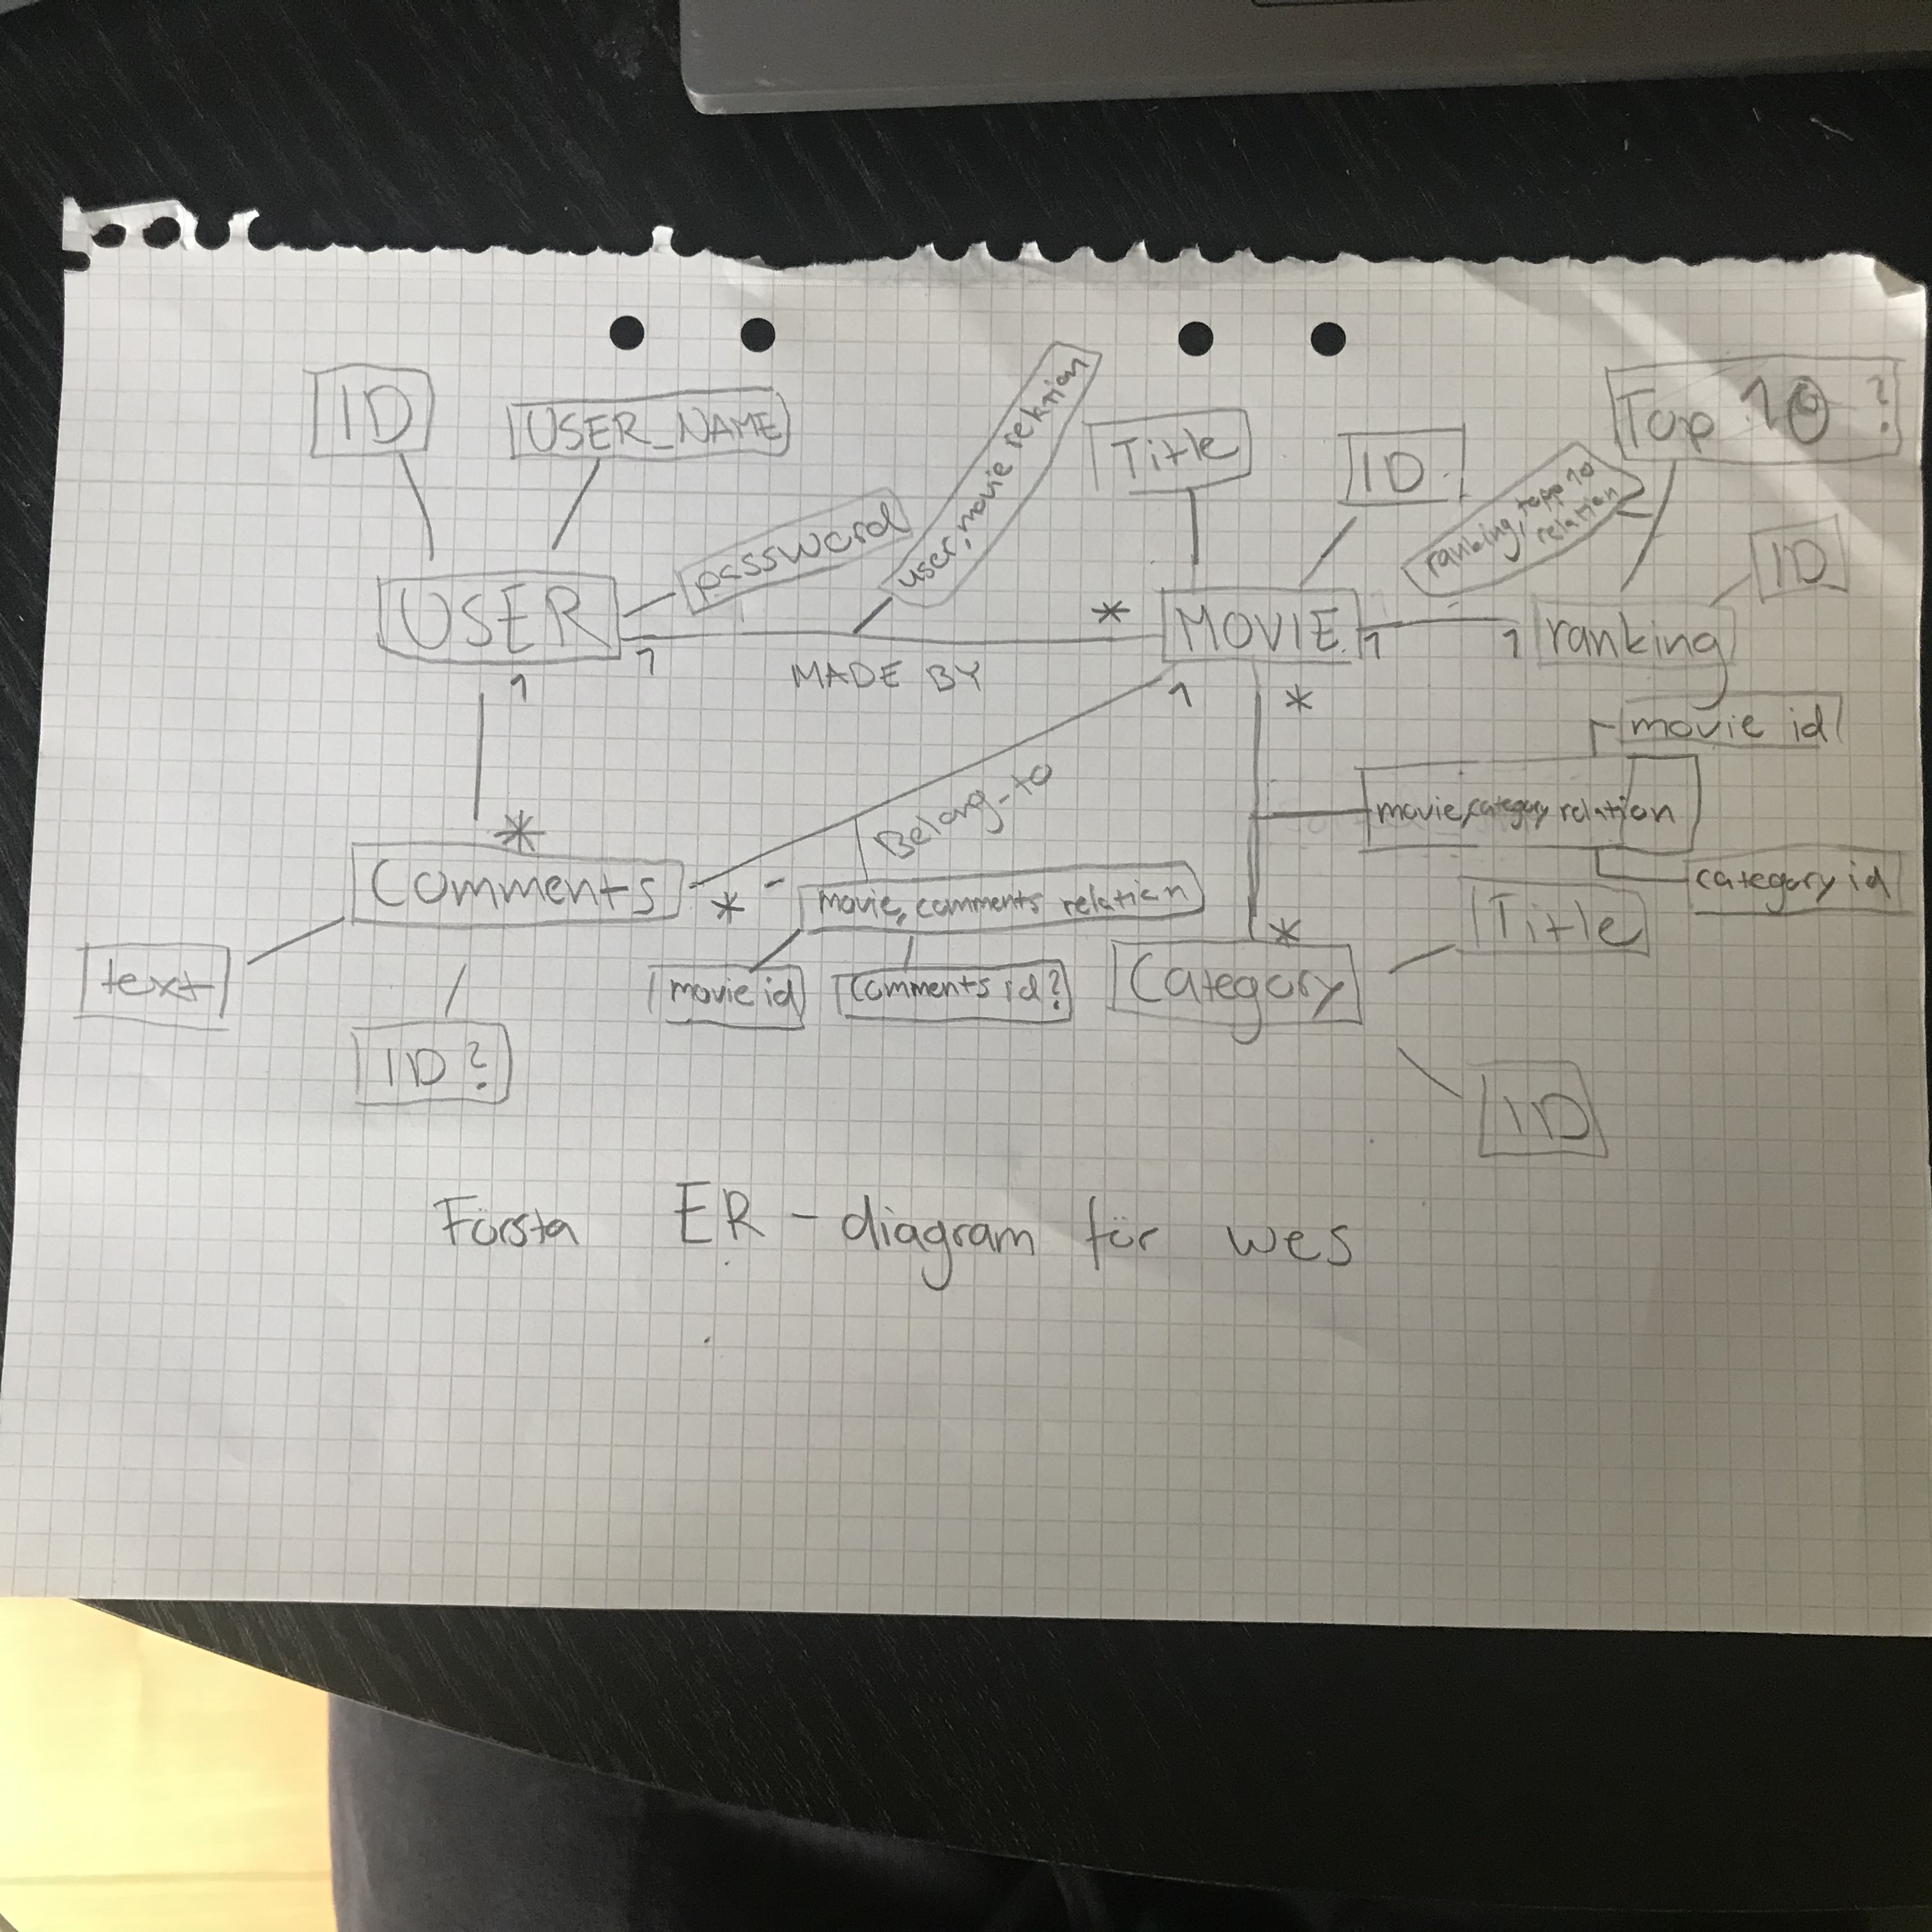 ID
USER_NAME
Title
ID
Top 10?
password
user, movie relation
ranking, topp 10
relation
ID
USER
1
1
MADE BY
*
MOVIE
1
1
ranking
1
*
*
Belong-to
movie id
movie, category relation
category id
Comments
*
movie, comments relation
*
text
ID?
movie id
comments id?
Category
Title
ID
Första ER-diagram för wes